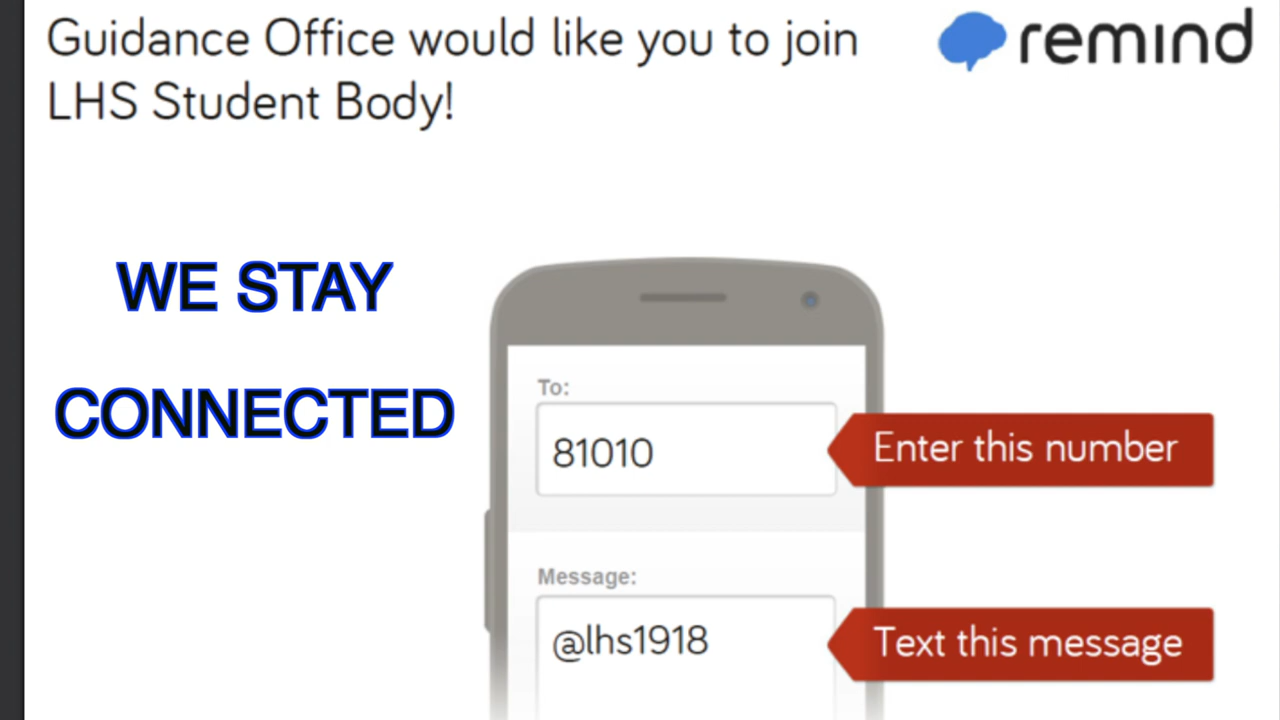 Guidance Office would like you to join
LHS Student Body!
remind
WE STAY
CONNECTED
To:
81010
Enter this number
Message:
@lhs1918
Text this message